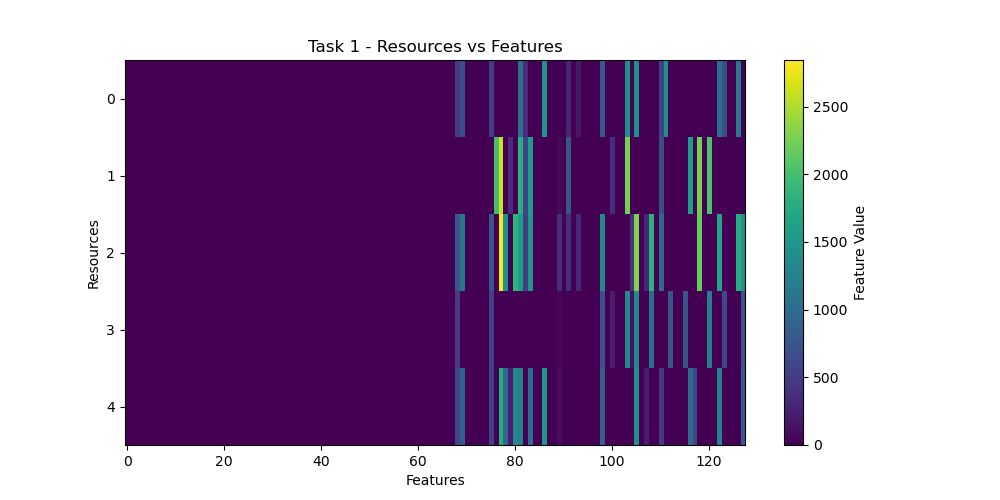 Task 1 - Resources vs Features
Resources
0
1
2
3
4
0 20 40 60 80 100 120
Features
2500
2000
1500
1000
500
0
Feature Value